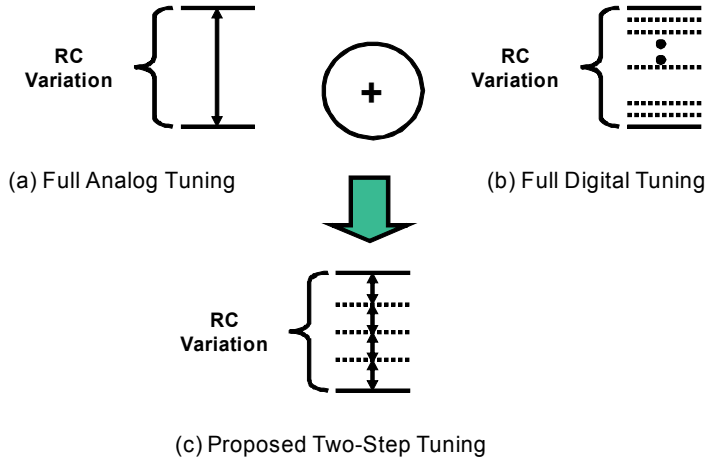 RC
Variation
+
RC
Variation
(a) Full Analog Tuning
(b) Full Digital Tuning
RC
Variation
(c) Proposed Two-Step Tuning